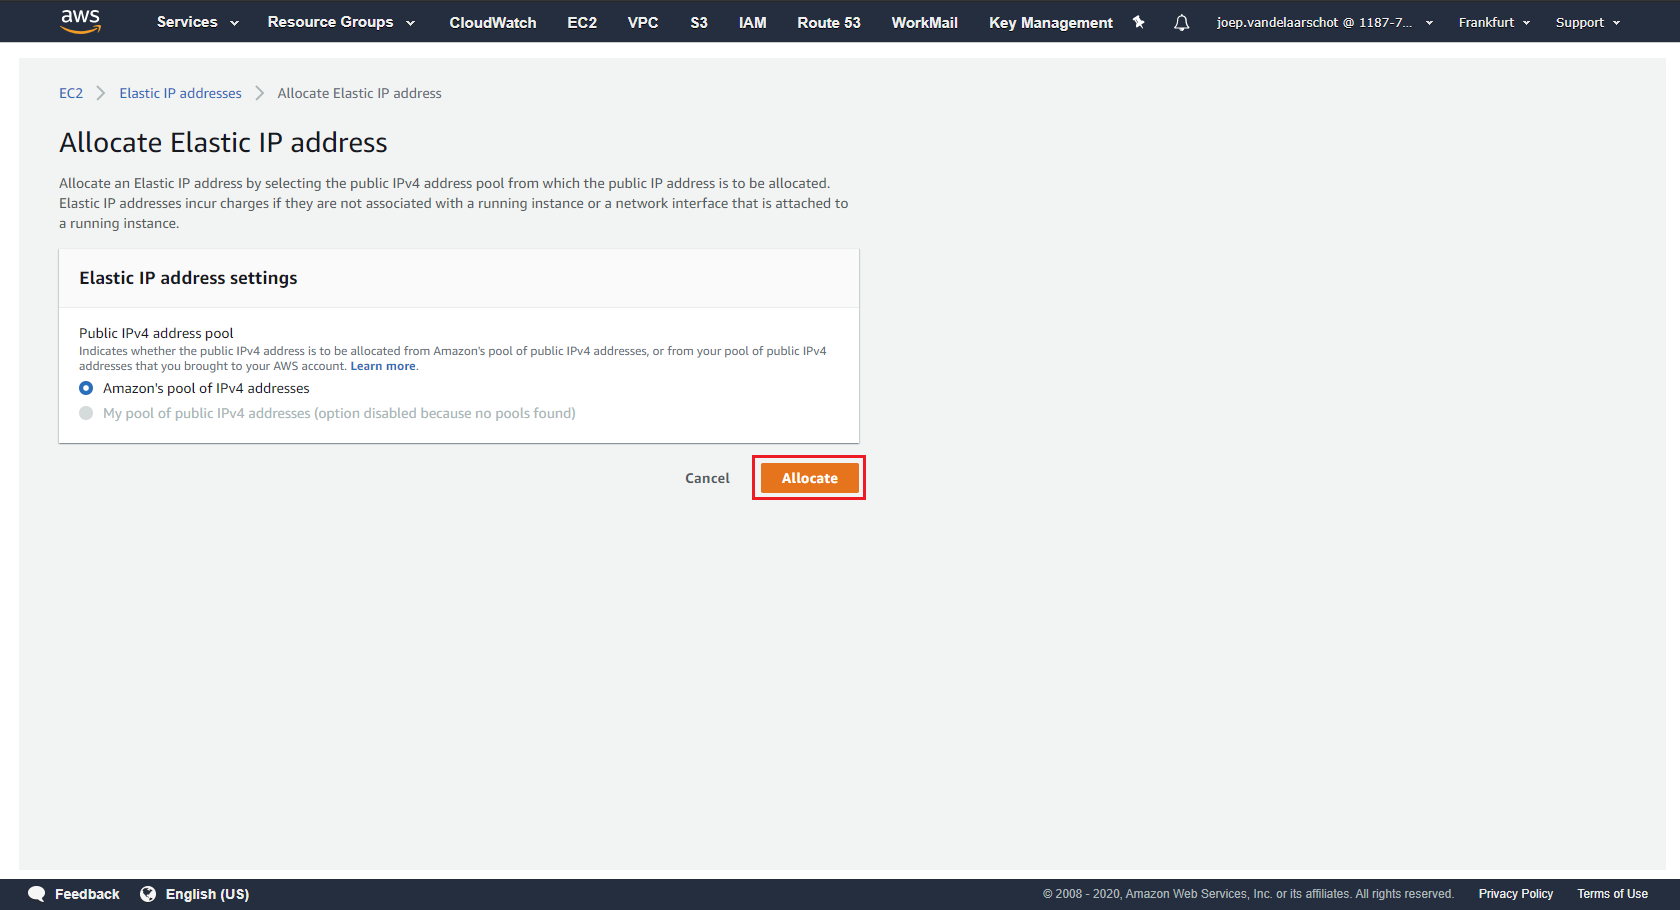 aws Services Resource Groups CloudWatch EC2 VPC S3 IAM Route 53 WorkMail Key Management joep.vandelaarschot @ 1187-7... Frankfurt Support
EC2 Elastic IP addresses Allocate Elastic IP address
Allocate Elastic IP address
Allocate an Elastic IP address by selecting the public IPv4 address pool from which the public IP address is to be allocated.
Elastic IP addresses incur charges if they are not associated with a running instance or a network interface that is attached to
a running instance.
Elastic IP address settings
Public IPv4 address pool
Indicates whether the public IPv4 address is to be allocated from Amazon's pool of public IPv4 addresses, or from your pool of public IPv4
addresses that you brought to your AWS account. Learn more.
Amazon's pool of IPv4 addresses
My pool of public IPv4 addresses (option disabled because no pools found)
Cancel Allocate
Feedback English (US) © 2008 - 2020, Amazon Web Services, Inc. or its affiliates. All rights reserved. Privacy Policy Terms of Use